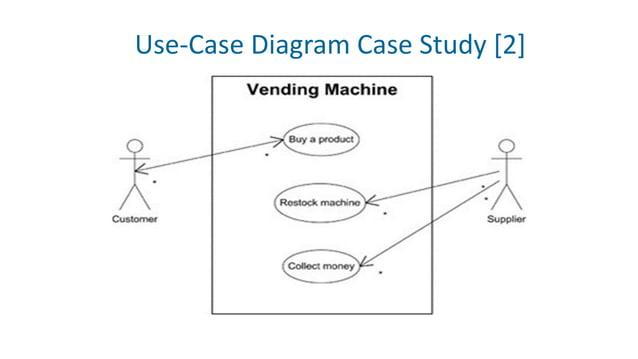 Use-Case Diagram Case Study [2]
Vending Machine
Buy a product
Restock machine
Customer
Supplier
Collect money